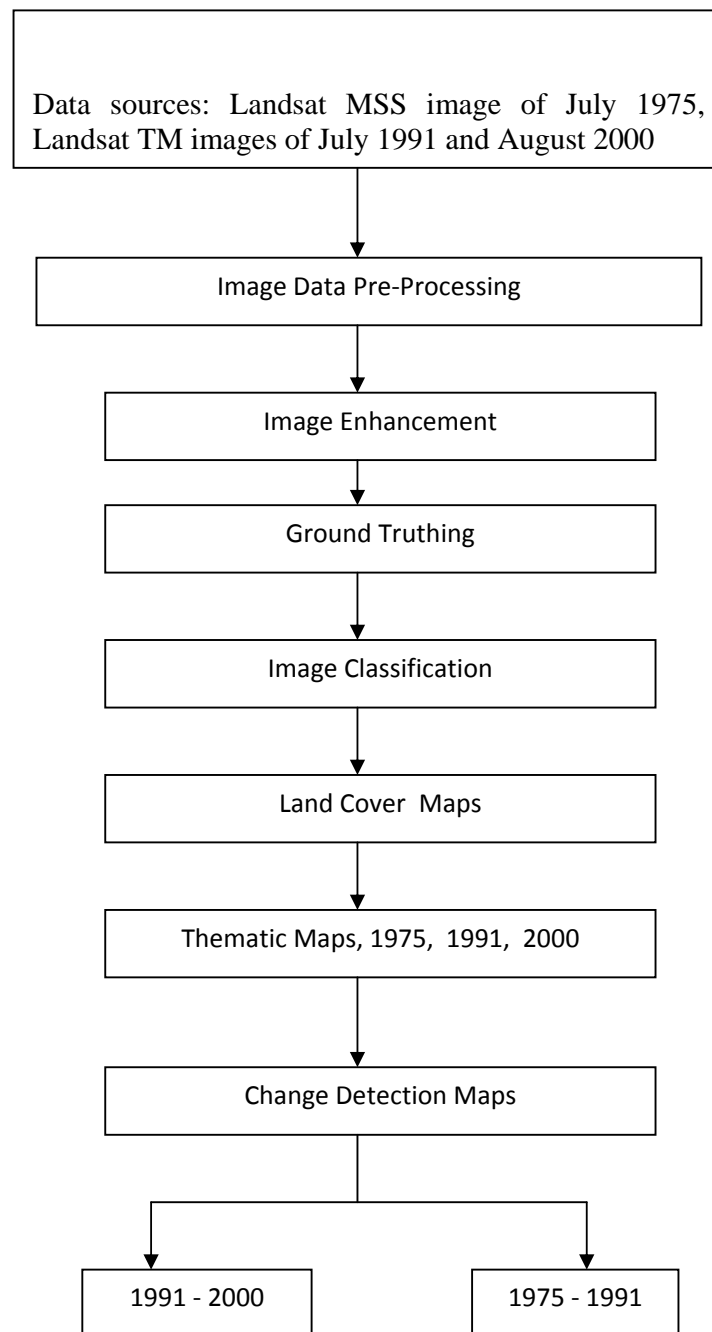 Data sources: Landsat MSS image of July 1975,
Landsat TM images of July 1991 and August 2000
Image Data Pre-Processing
Image Enhancement
Ground Truthing
Image Classification
Land Cover Maps
Thematic Maps, 1975, 1991, 2000
Change Detection Maps
1991 - 2000
1975 - 1991